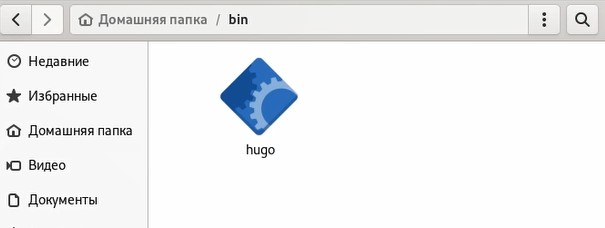 Домашняя папка / bin
Недавние
Избранные
Домашняя папка
Видео
Документы
hugo